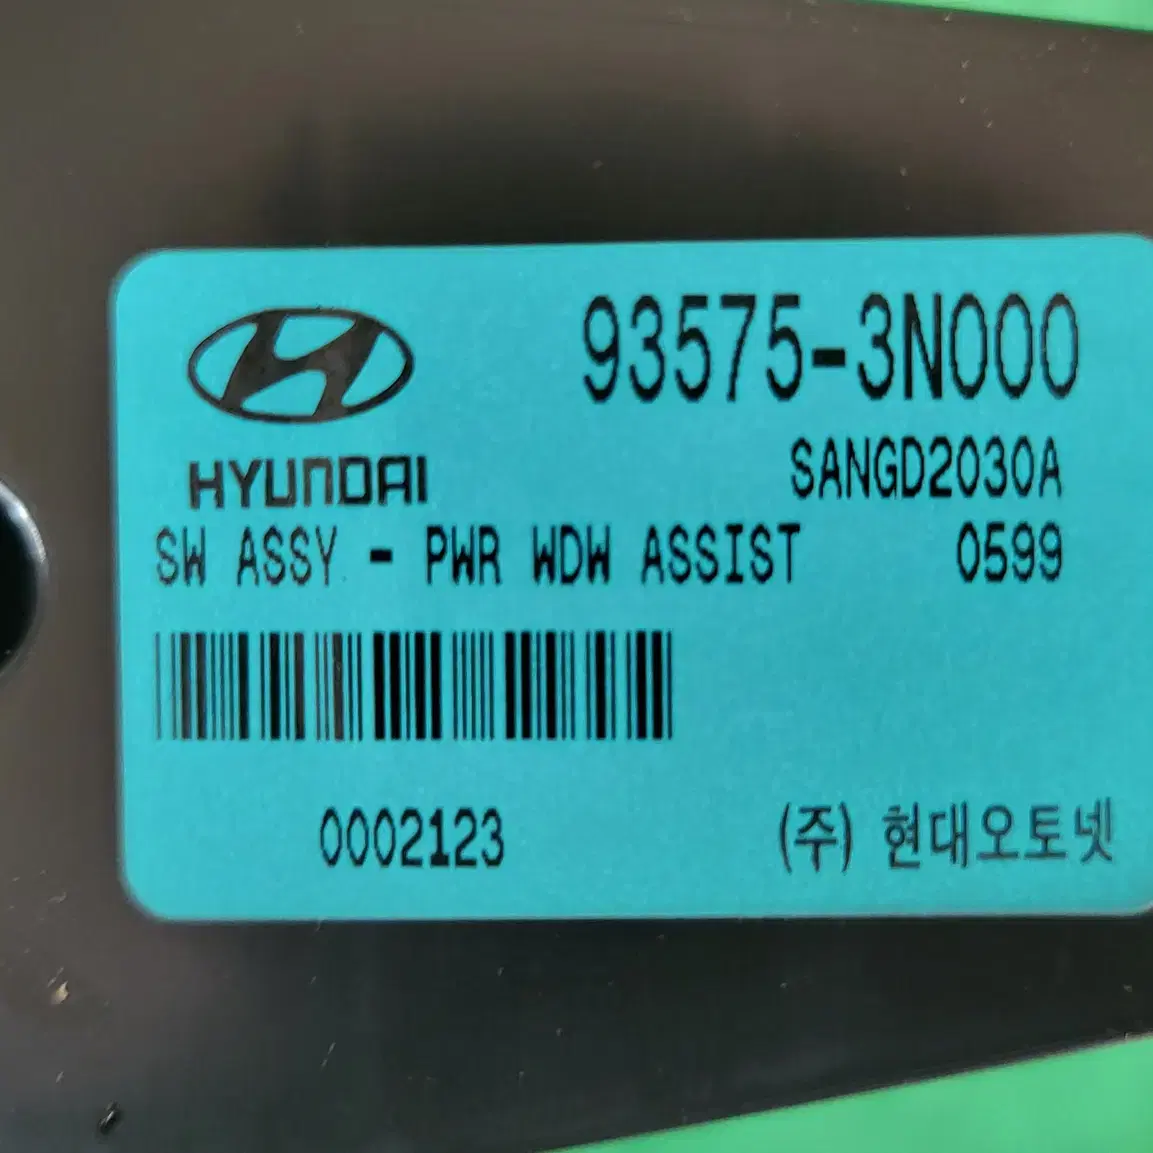 93575-3N000
HYUNDAI
SANGD2030A
SW ASSY - PWR WDW ASSIST 0599
0002123
(주) 현대오토넷